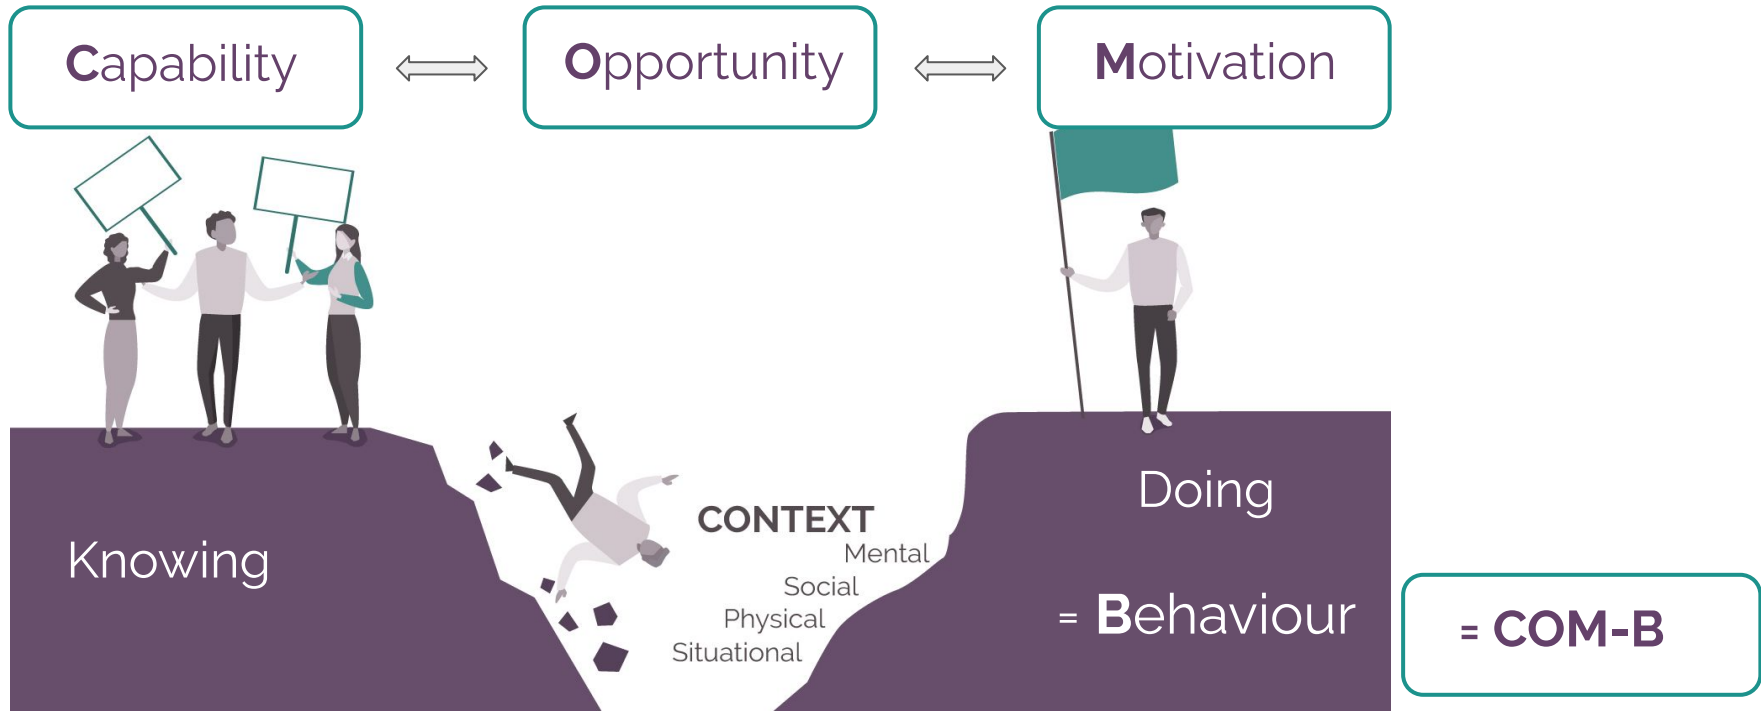 Capability
Opportunity
Motivation
Knowing
CONTEXT
Mental
Social
Physical
Situational
Doing
= Behaviour
= COM-B